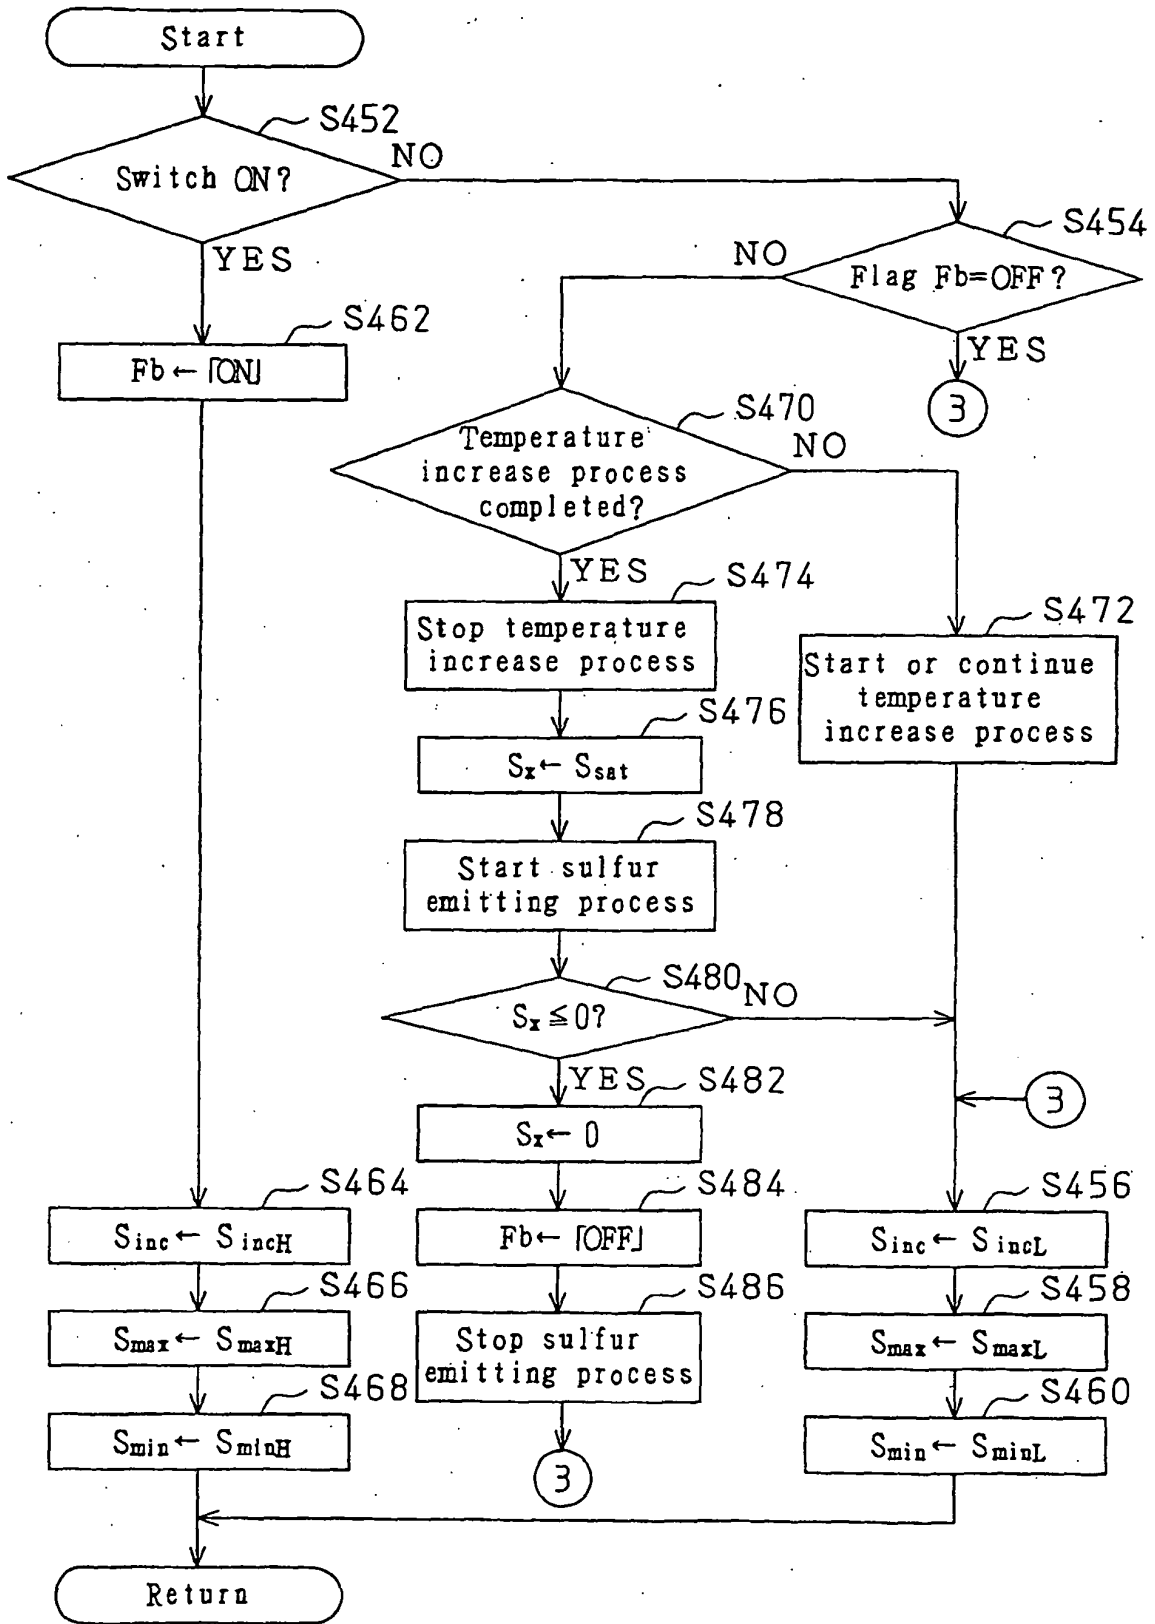 Start
S452
Switch ON?
NO
YES
S454
Flag Fb=OFF?
NO
YES
3
S462
Fb←「ON」
S470
Temperature
increase process
completed?
NO
YES
S474
Stop temperature
increase process
S472
Start or continue
temperature
increase process
S476
Sx← Ssat
S478
Start sulfur
emitting process
S480
Sx≦0?
NO
YES
3
S482
Sx← 0
S464
Sinc← SincH
S484
Fb←「OFF」
S456
Sinc← SincL
S466
Smax← SmaxH
S486
Stop sulfur
emitting process
S458
Smax← SmaxL
S468
Smin← SminH
3
S460
Smin← SminL
Return